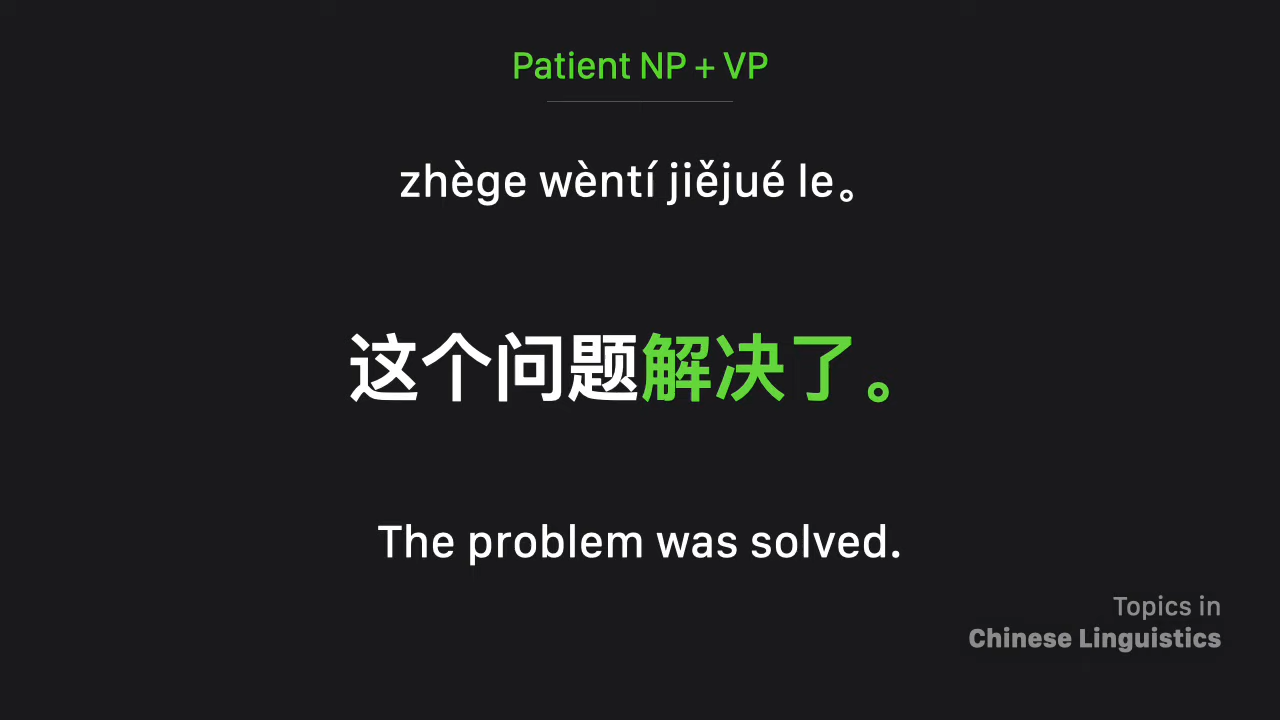 Patient NP + VP
zhège wèntí jiějué le。
这个问题解决了。
The problem was solved.
Topics in
Chinese Linguistics